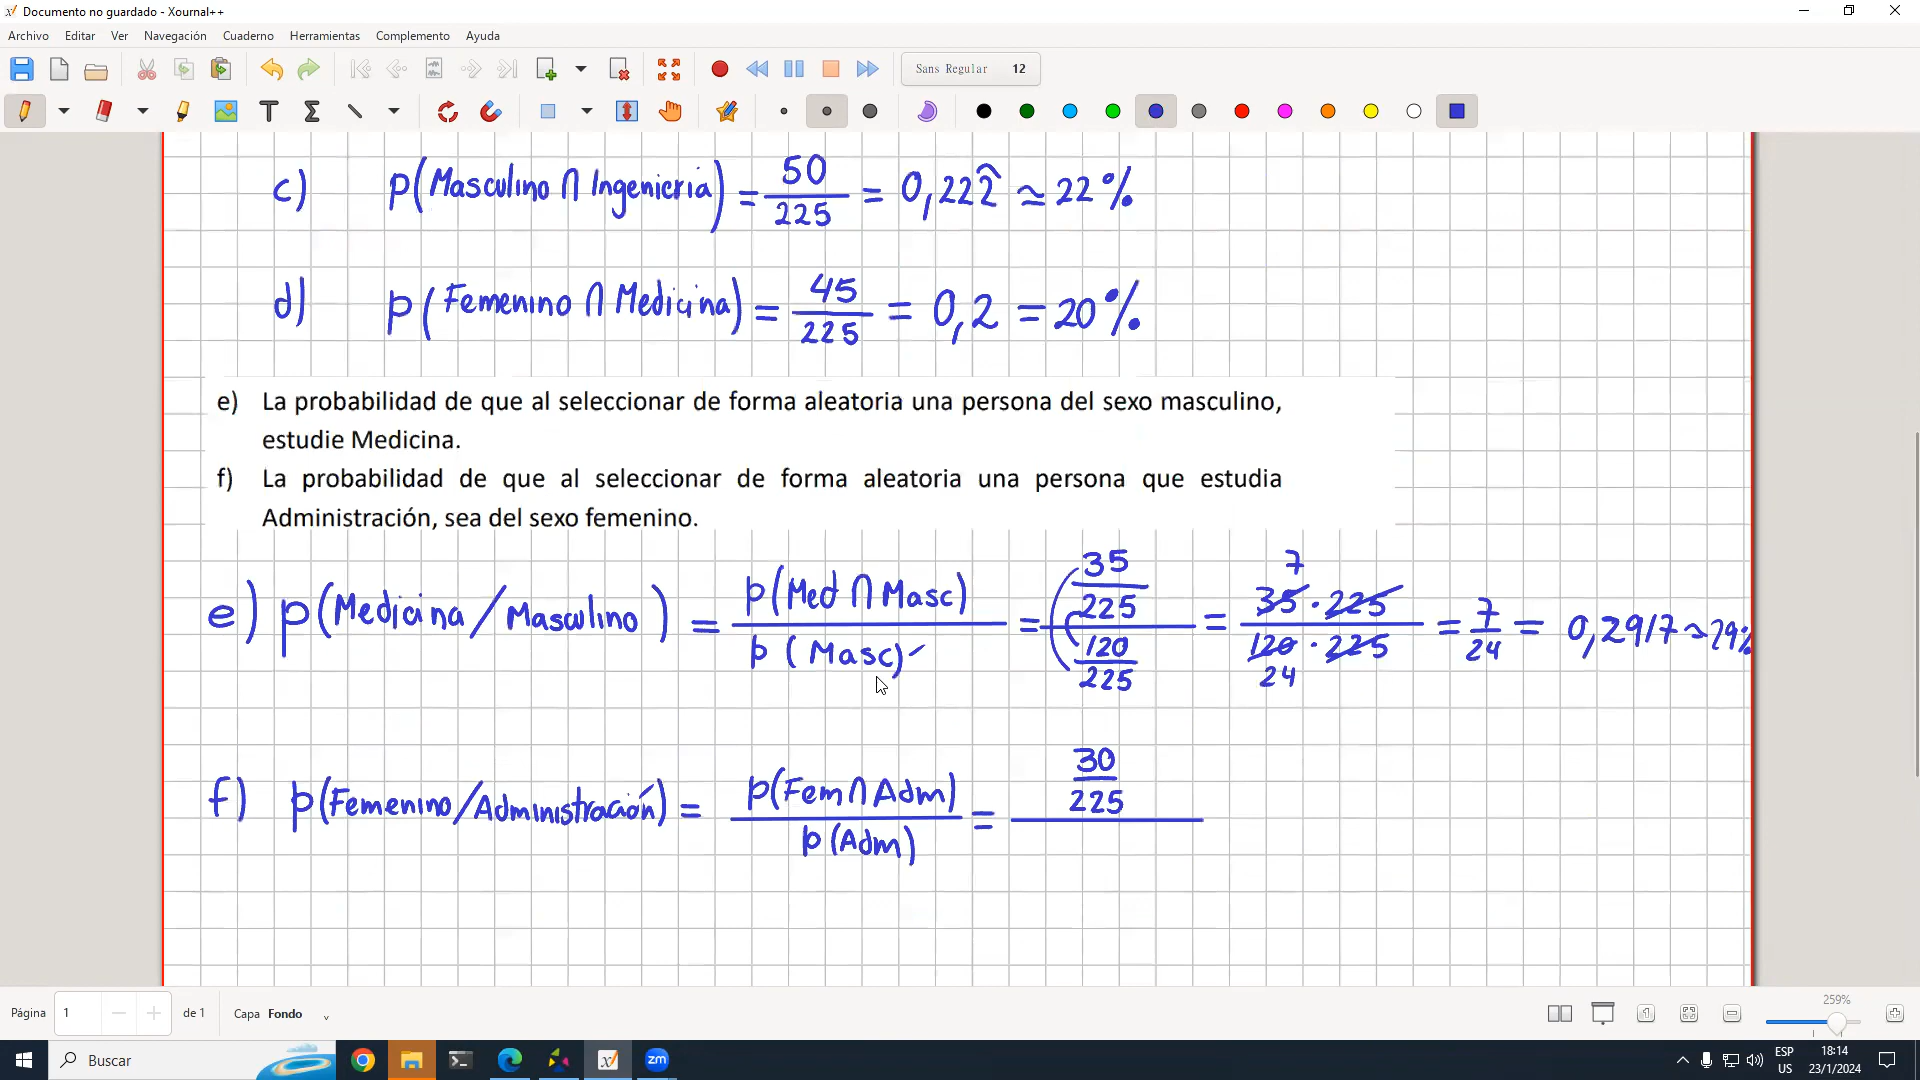 Documento no guardado - Xournal++
Archivo Editar Ver Navegación Cuaderno Herramientas Complemento Ayuda
Sans Regular 12
c) p(Masculino ∩ Ingenieria) = 50/225 = 0,222̂ ≃ 22%
d) p(Femenino ∩ Medicina) = 45/225 = 0,2 = 20%
e) La probabilidad de que al seleccionar de forma aleatoria una persona del sexo masculino,
estudie Medicina.
f) La probabilidad de que al seleccionar de forma aleatoria una persona que estudia
Administración, sea del sexo femenino.
e) p(Medicina/Masculino) = p(Med ∩ Masc)/p(Masc) = (35/225)/(120/225) = 7 35·225/120·225 24 = 7/24 = 0,2917 ≃ 29%
f) p(Femenino/Administración) = p(Fem ∩ Adm)/p(Adm) = 30/225
Página 1 de 1 Capa Fondo 259%
Buscar zm ESP US 18:14 23/1/2024